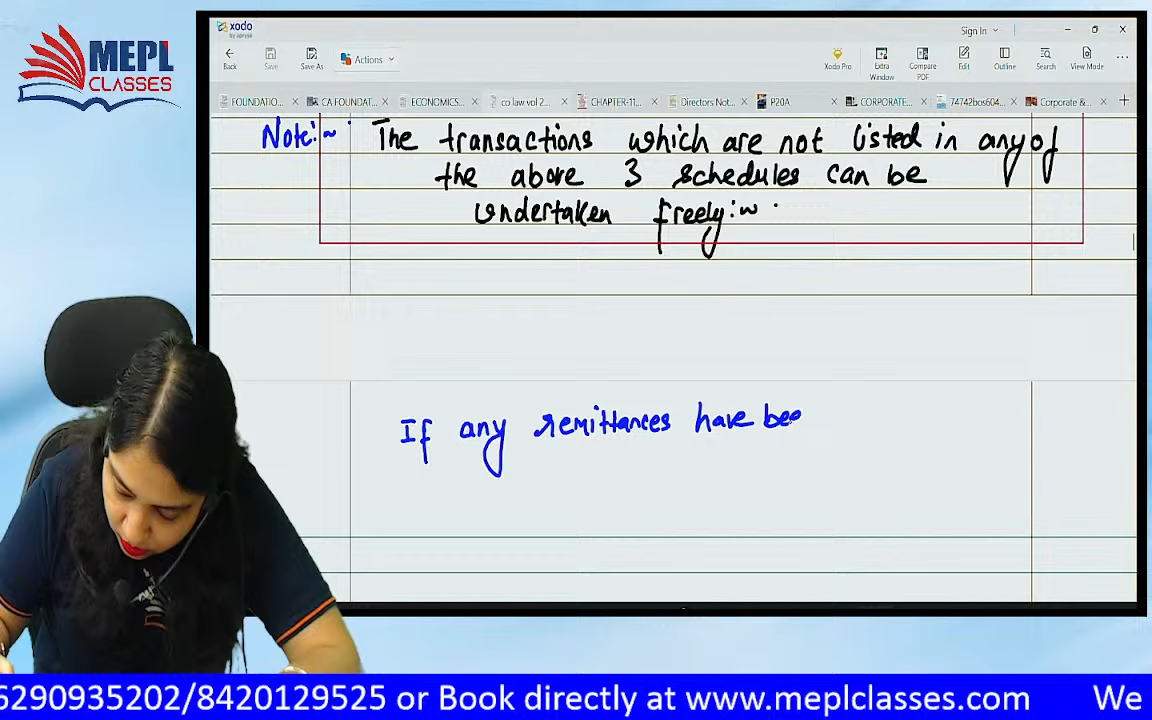 MEPL
CLASSES
xodo
by apryse
Sign In
Back
Save
Save As
Actions
Xodo Pro
Extra Window
Compare PDF
Edit
Outline
Search
View Mode
FOUNDATIO...
CA FOUNDAT...
ECONOMICS...
co law vol 2...
CHAPTER-11...
Directors Not...
P20A
CORPORATE...
74742bos604...
Corporate &...
Note:~
The transactions which are not listed in any of
the above 3 schedules can be
undertaken freely:~
If any remittances have bee
6290935202/8420129525 or Book directly at www.meplclasses.com We